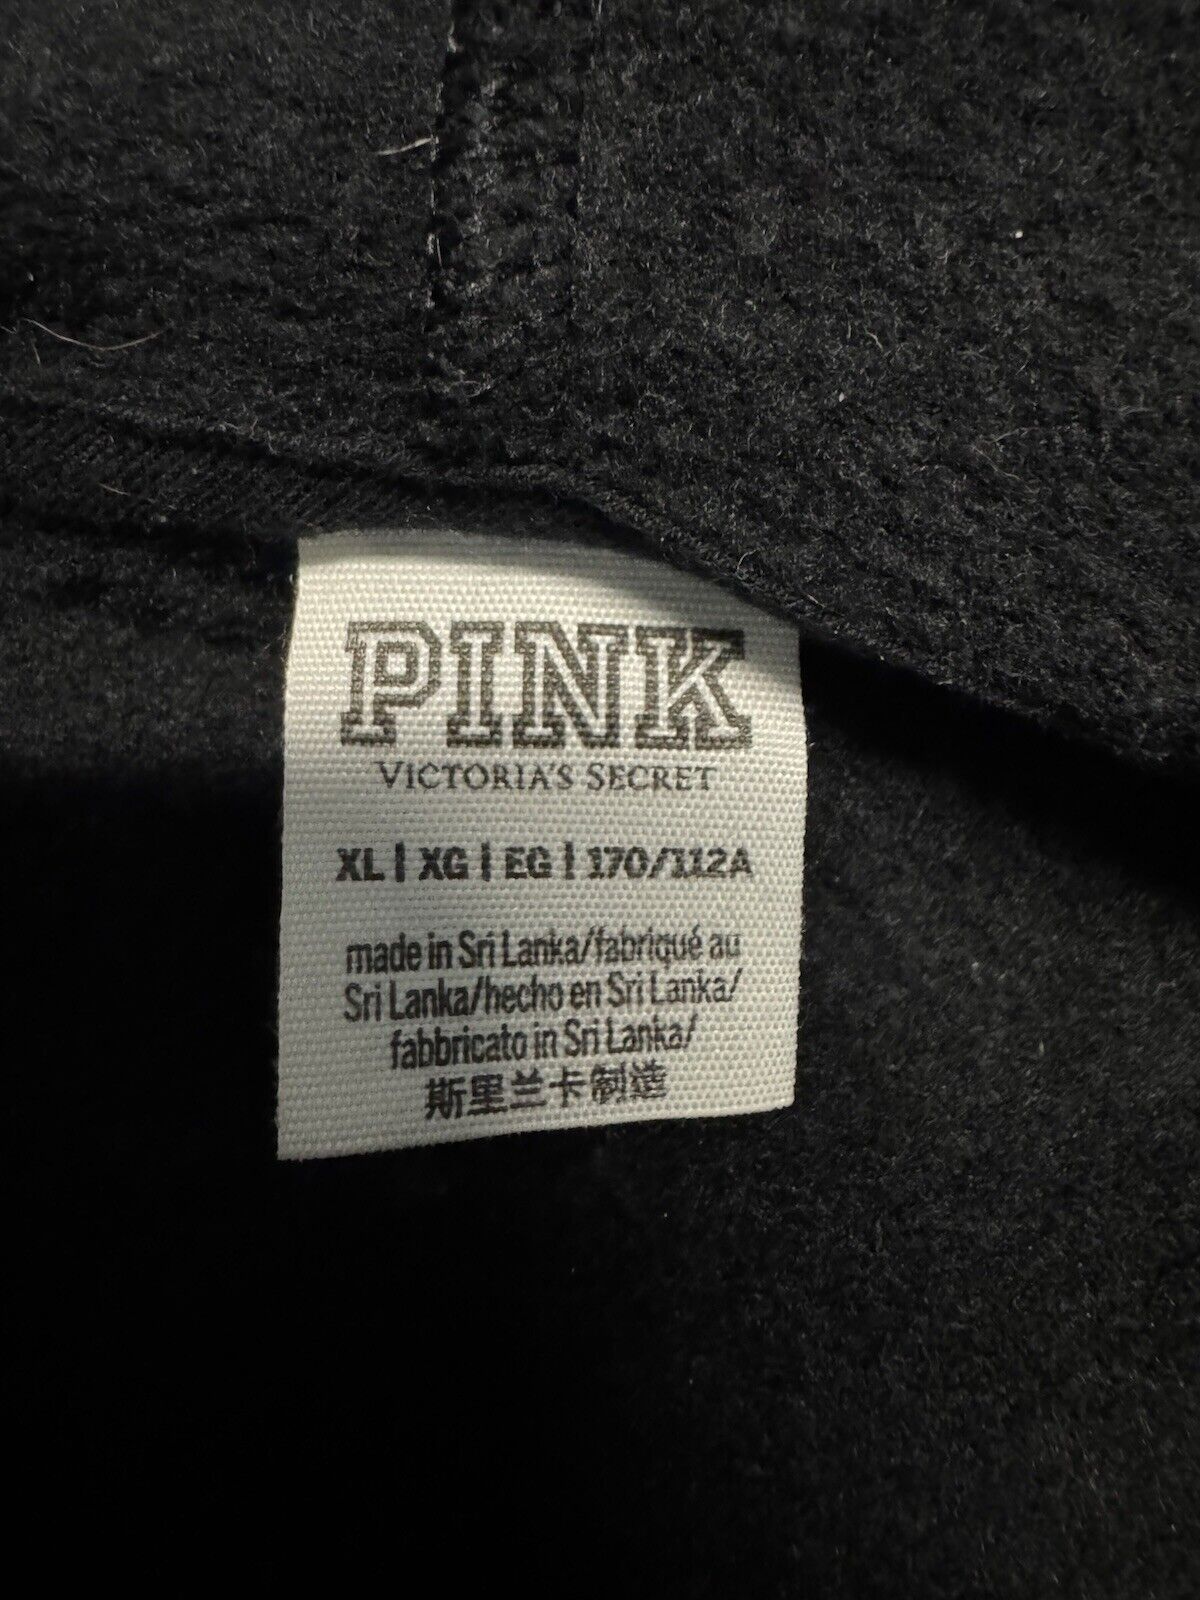 PINK
VICTORIA'S SECRET
XL | XG | EG | 170/112A
made in Sri Lanka/fabriqué au
Sri Lanka/hecho en Sri Lanka/
fabbricato in Sri Lanka/
斯里兰卡制造